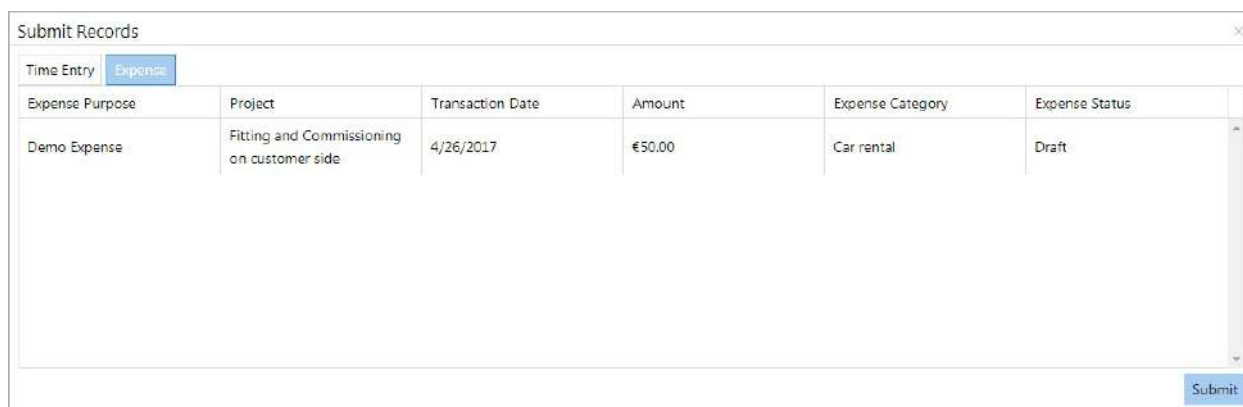 Submit Records
Time Entry Expense
Expense Purpose Project Transaction Date Amount Expense Category Expense Status
Demo Expense Fitting and Commissioning on customer side 4/26/2017 €50.00 Car rental Draft
Submit